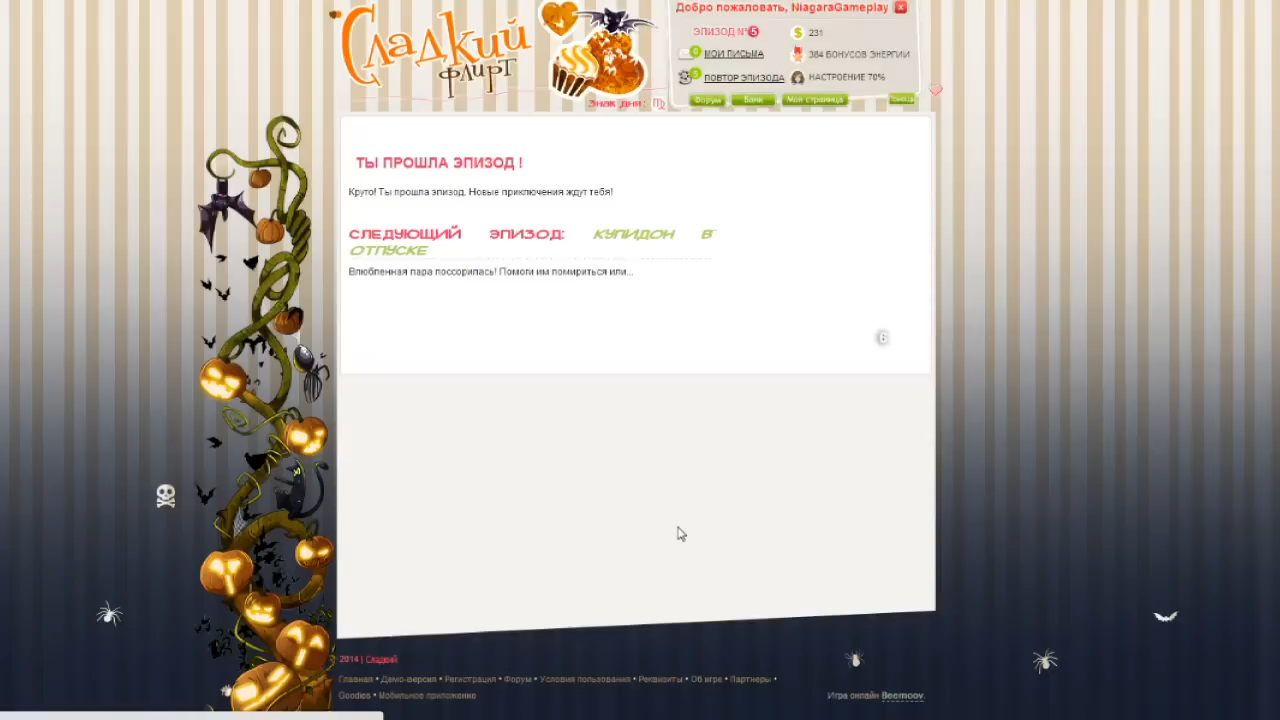 Сладкий
флирт
Знак дня:
Добро пожаловать, NiagaraGameplay x
ЭПИЗОД №5
$ 231
МОИ ПИСЬМА
384 БОНУСОВ ЭНЕРГИИ
ПОВТОР ЭПИЗОДА
НАСТРОЕНИЕ 70%
Форум Банк Моя страница Помощь
ТЫ ПРОШЛА ЭПИЗОД !
Круто! Ты прошла эпизод. Новые приключения ждут тебя!
СЛЕДУЮЩИЙ ЭПИЗОД: КУПИДОН В
ОТПУСКЕ
Влюбленная пара поссорилась! Помоги им помириться или...
6
2014 | Сладкий
Главная • Демо-версия • Регистрация • Форум • Условия пользования • Реквизиты • Об игре • Партнеры •
Goodies • Мобильное приложение
Игра онлайн Beemoov.